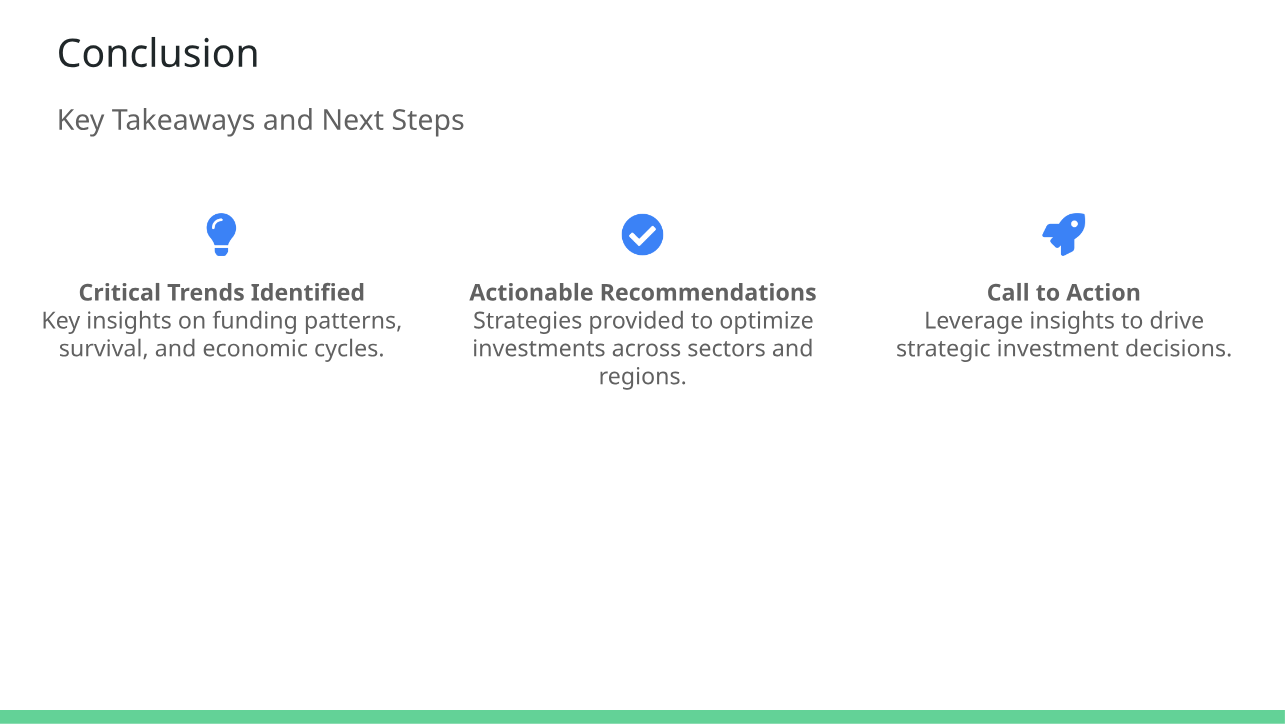 Conclusion
Key Takeaways and Next Steps
Critical Trends Identified
Key insights on funding patterns,
survival, and economic cycles.
Actionable Recommendations
Strategies provided to optimize
investments across sectors and
regions.
Call to Action
Leverage insights to drive
strategic investment decisions.